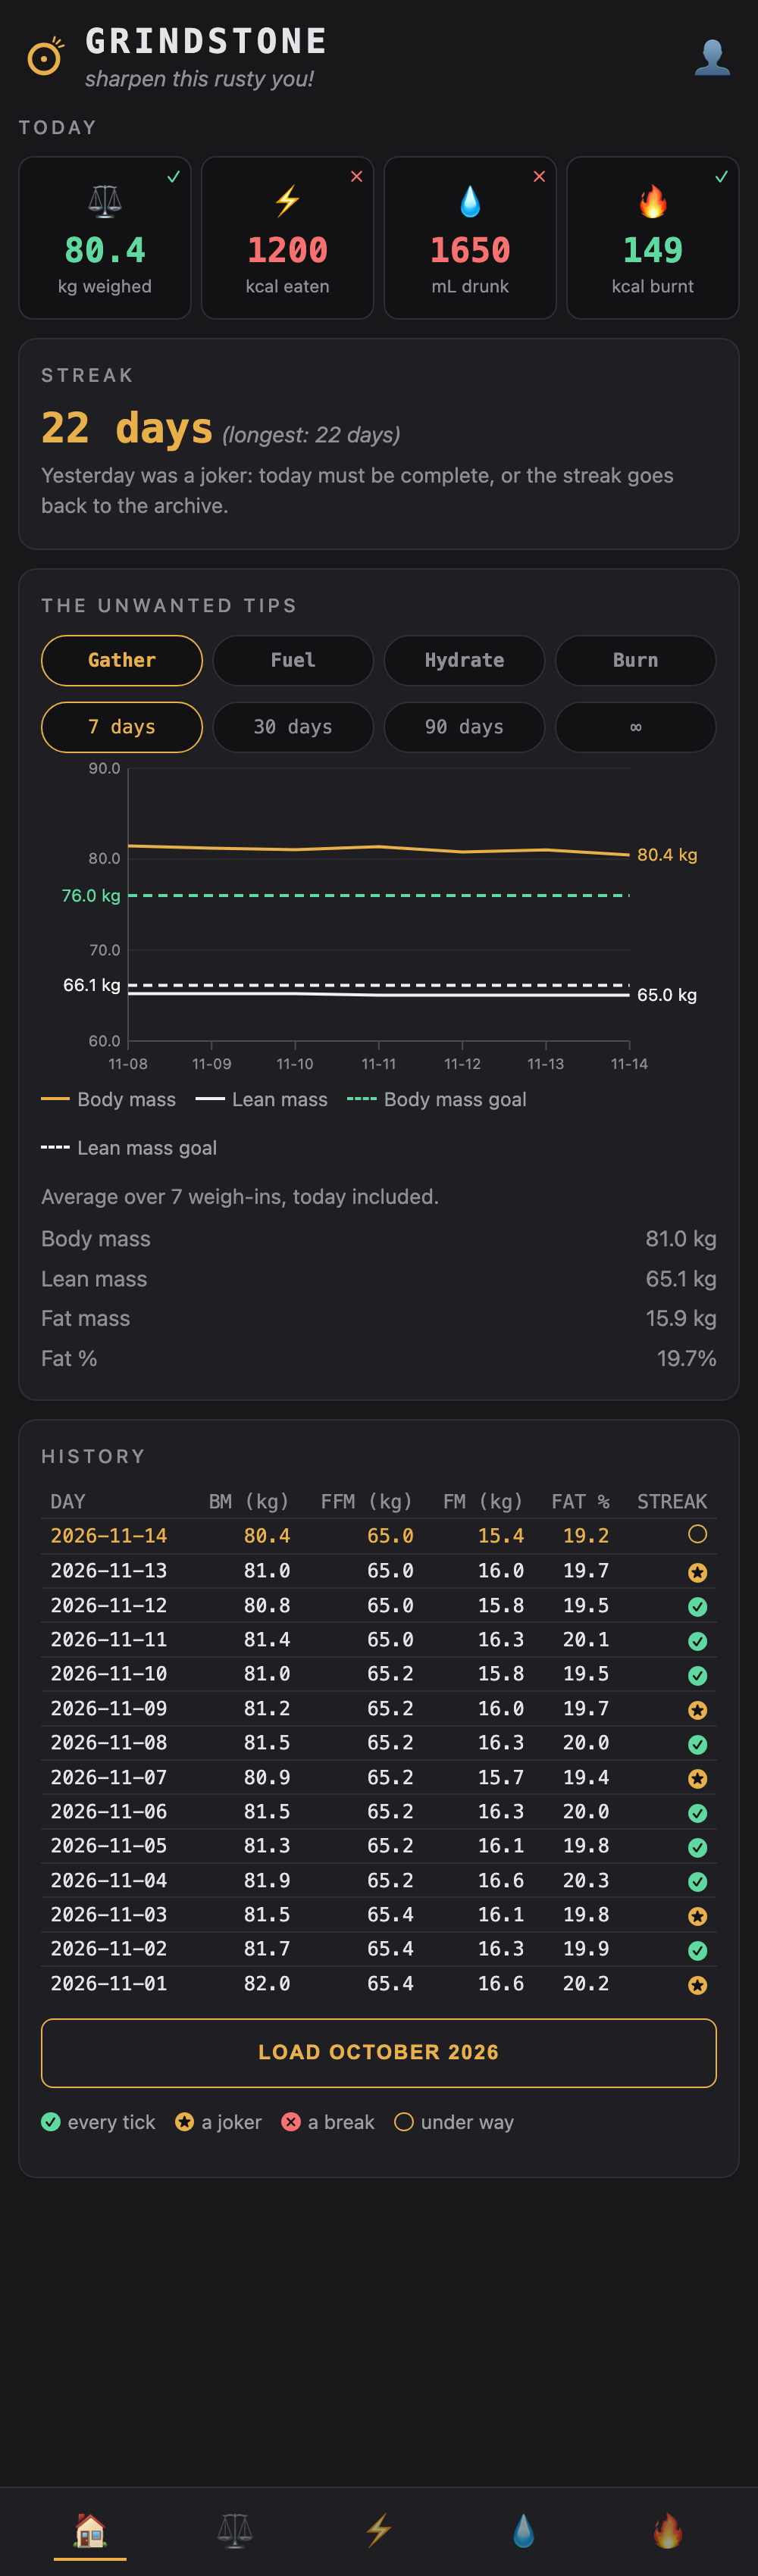 GRINDSTONE
sharpen this rusty you!
TODAY
80.4
kg weighed
1200
kcal eaten
1650
mL drunk
149
kcal burnt
STREAK
22 days (longest: 22 days)
Yesterday was a joker: today must be complete, or the streak goes
back to the archive.
THE UNWANTED TIPS
Gather Fuel Hydrate Burn
7 days 30 days 90 days ∞
90.0
80.0
80.4 kg
76.0 kg
70.0
66.1 kg
65.0 kg
60.0
11-08 11-09 11-10 11-11 11-12 11-13 11-14
Body mass Lean mass Body mass goal
Lean mass goal
Average over 7 weigh-ins, today included.
Body mass 81.0 kg
Lean mass 65.1 kg
Fat mass 15.9 kg
Fat % 19.7%
HISTORY
DAY BM (kg) FFM (kg) FM (kg) FAT % STREAK
2026-11-14 80.4 65.0 15.4 19.2
2026-11-13 81.0 65.0 16.0 19.7
2026-11-12 80.8 65.0 15.8 19.5
2026-11-11 81.4 65.0 16.3 20.1
2026-11-10 81.0 65.2 15.8 19.5
2026-11-09 81.2 65.2 16.0 19.7
2026-11-08 81.5 65.2 16.3 20.0
2026-11-07 80.9 65.2 15.7 19.4
2026-11-06 81.5 65.2 16.3 20.0
2026-11-05 81.3 65.2 16.1 19.8
2026-11-04 81.9 65.2 16.6 20.3
2026-11-03 81.5 65.4 16.1 19.8
2026-11-02 81.7 65.4 16.3 19.9
2026-11-01 82.0 65.4 16.6 20.2
LOAD OCTOBER 2026
every tick a joker a break under way